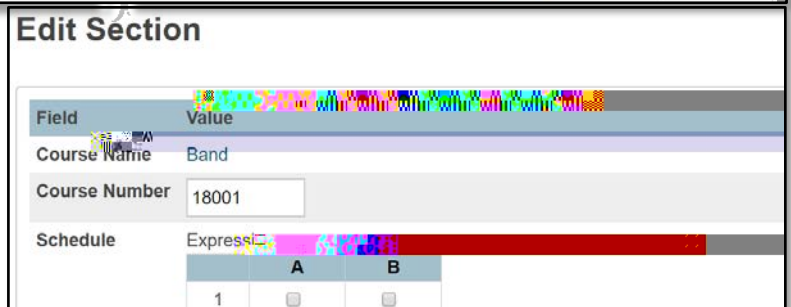 Edit Section
Field Value
Course Name Band
Course Number 18001
Schedule
A B
1